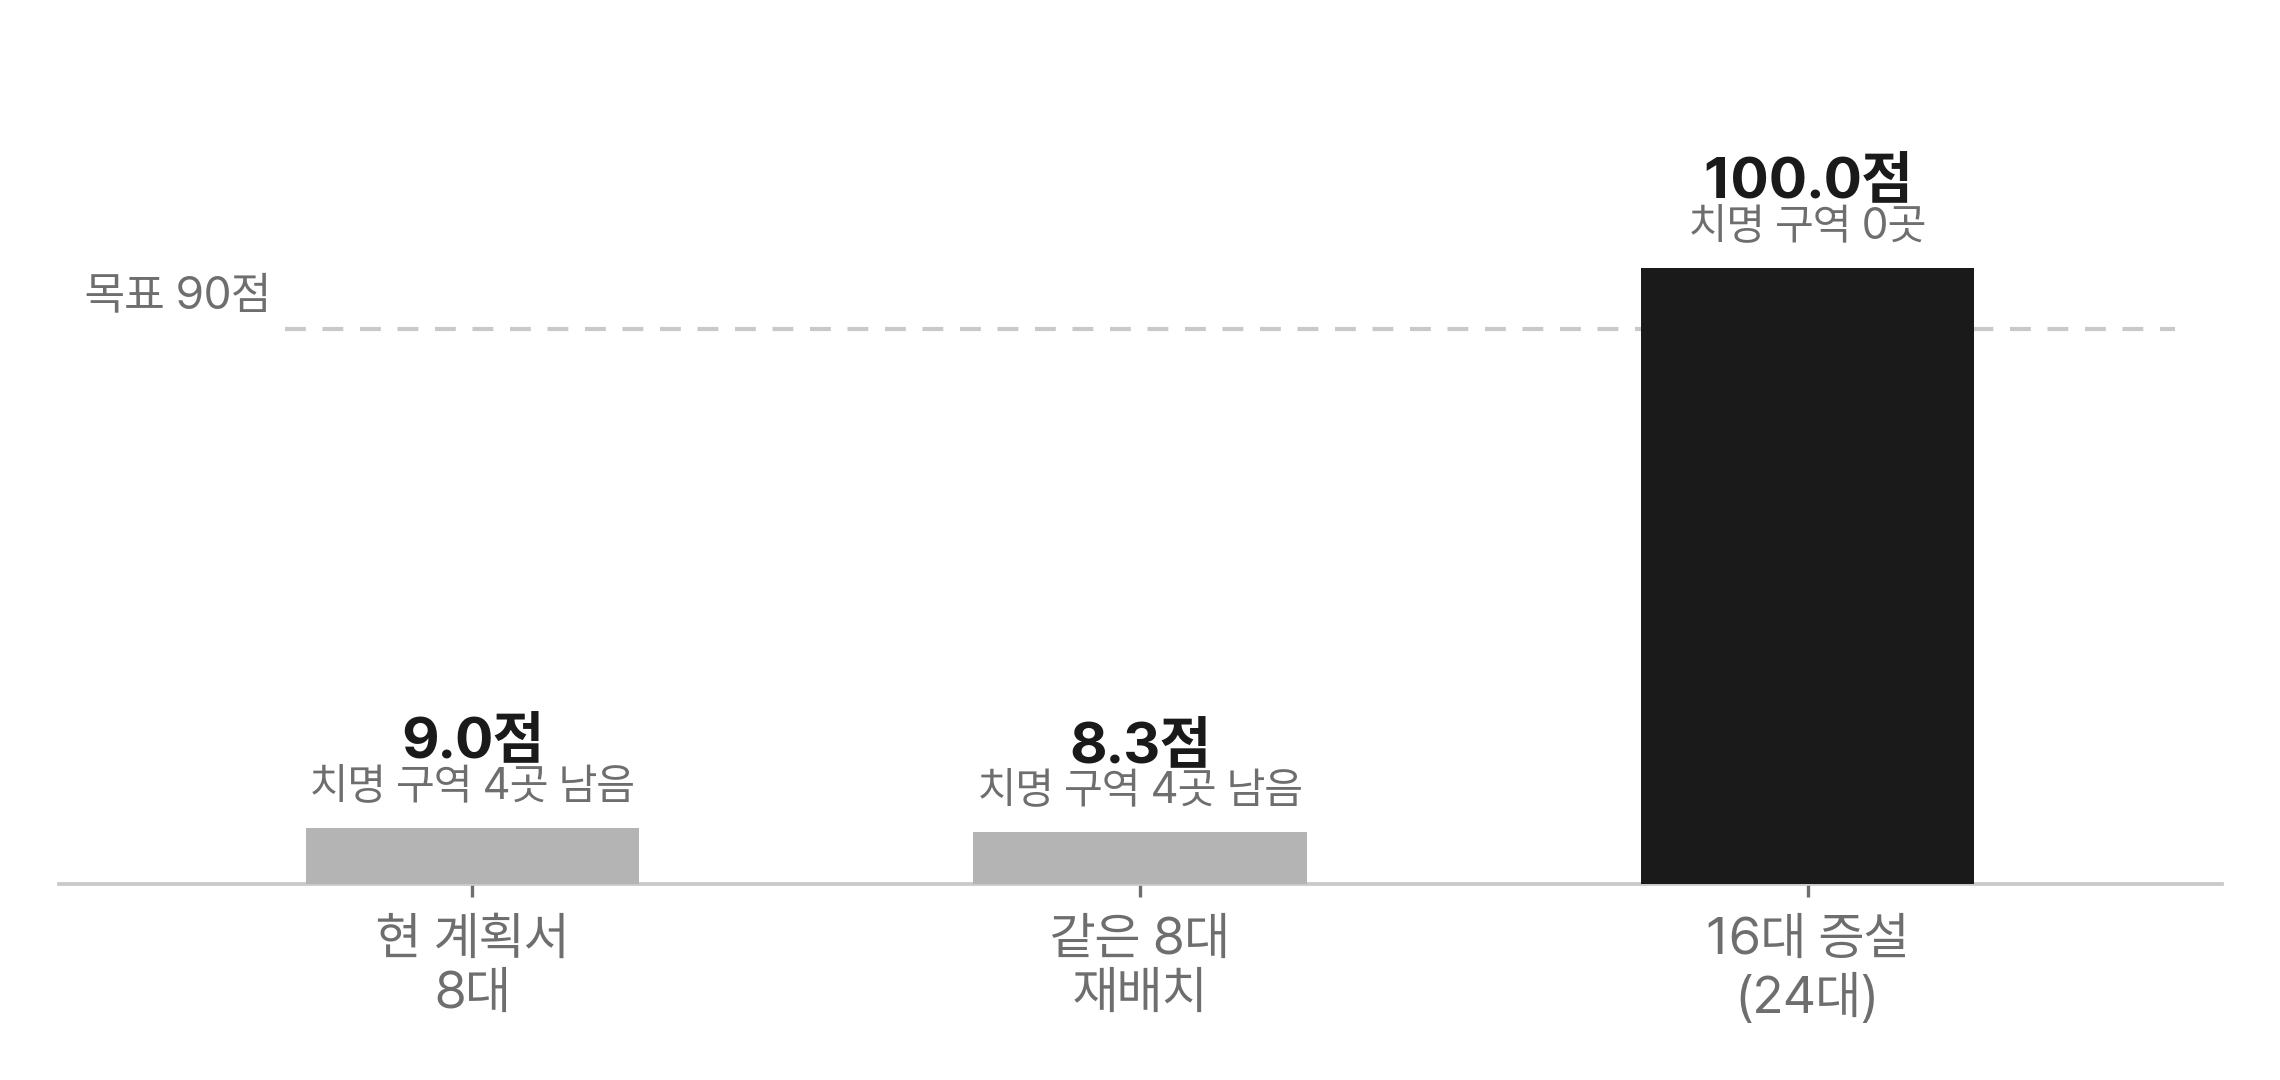 100.0점
치명 구역 0곳
목표 90점
9.0점
치명 구역 4곳 남음
8.3점
치명 구역 4곳 남음
현 계획서
8대
같은 8대
재배치
16대 증설
(24대)